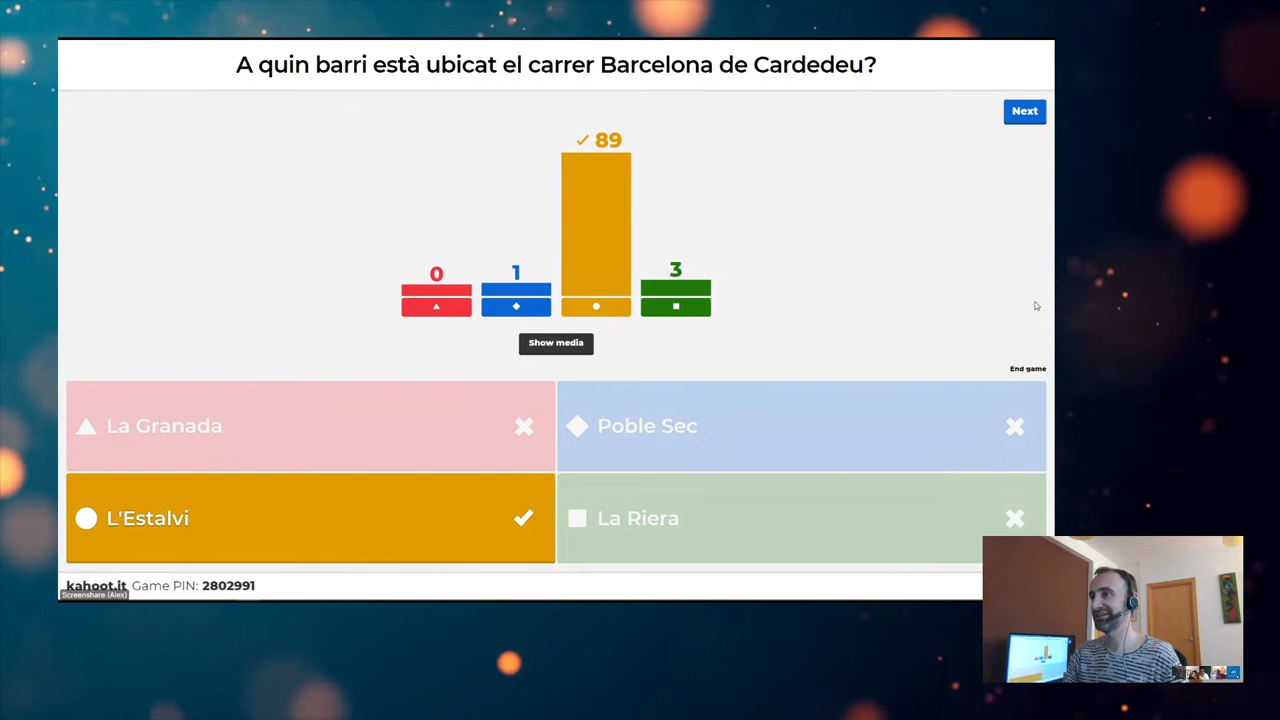 A quin barri està ubicat el carrer Barcelona de Cardedeu?
Next
89
0
1
3
Show media
End game
La Granada
Poble Sec
L'Estalvi
La Riera
kahoot.it Game PIN: 2802991
Screenshare (Alex)